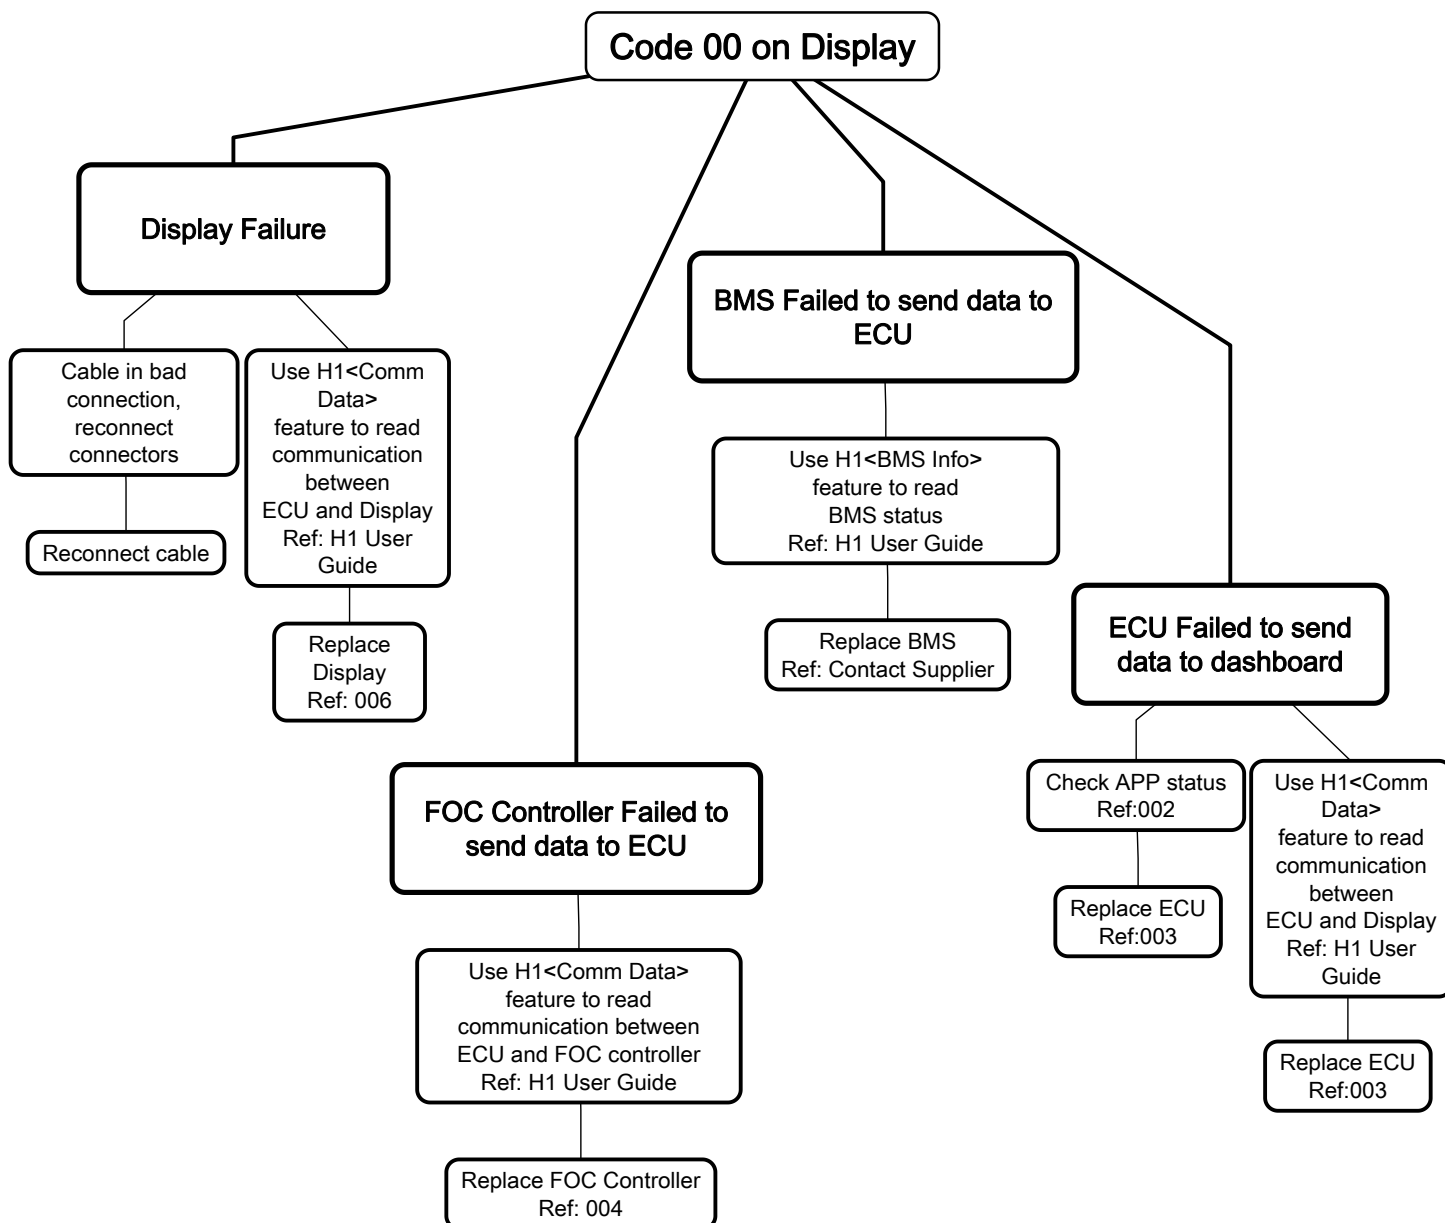 Code 00 on Display
Display Failure
Cable in bad
connection,
reconnect
connectors
Reconnect cable
Use H1<Comm
Data>
feature to read
communication
between
ECU and Display
Ref: H1 User
Guide
Replace
Display
Ref: 006
FOC Controller Failed to
send data to ECU
Use H1<Comm Data>
feature to read
communication between
ECU and FOC controller
Ref: H1 User Guide
Replace FOC Controller
Ref: 004
BMS Failed to send data to
ECU
Use H1<BMS Info>
feature to read
BMS status
Ref: H1 User Guide
Replace BMS
Ref: Contact Supplier
ECU Failed to send
data to dashboard
Check APP status
Ref:002
Replace ECU
Ref:003
Use H1<Comm
Data>
feature to read
communication
between
ECU and Display
Ref: H1 User
Guide
Replace ECU
Ref:003